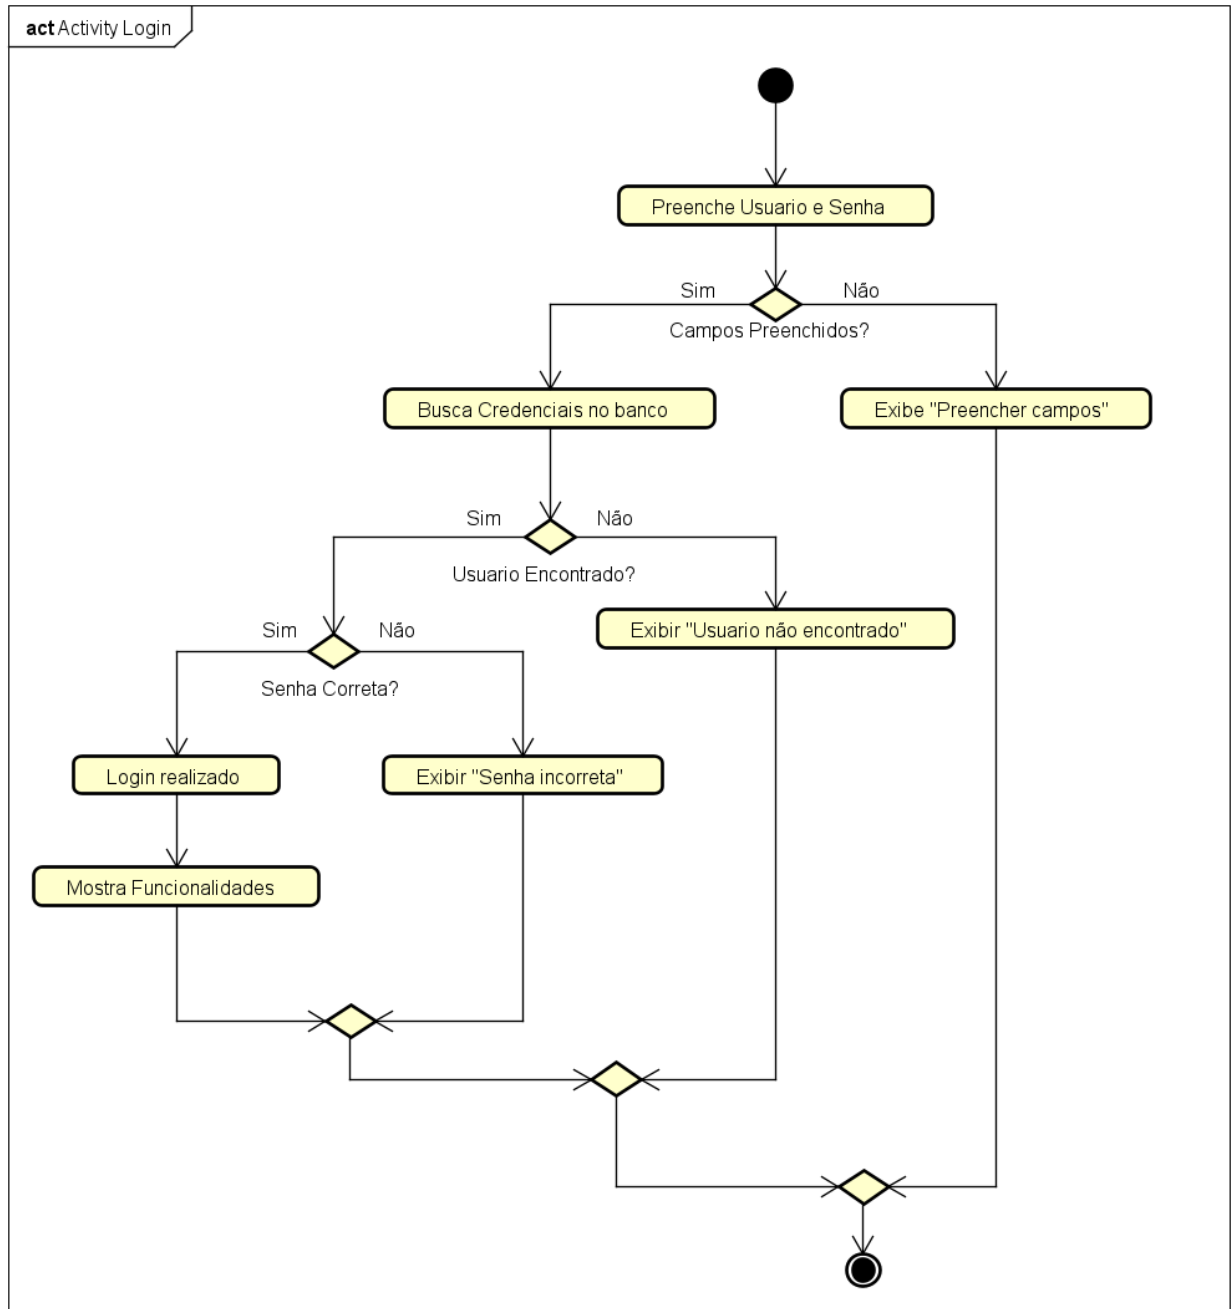 act Activity Login
Preenche Usuario e Senha
Sim
Não
Campos Preenchidos?
Busca Credenciais no banco
Exibe "Preencher campos"
Sim
Não
Usuario Encontrado?
Exibir "Usuario não encontrado"
Sim
Não
Senha Correta?
Login realizado
Exibir "Senha incorreta"
Mostra Funcionalidades